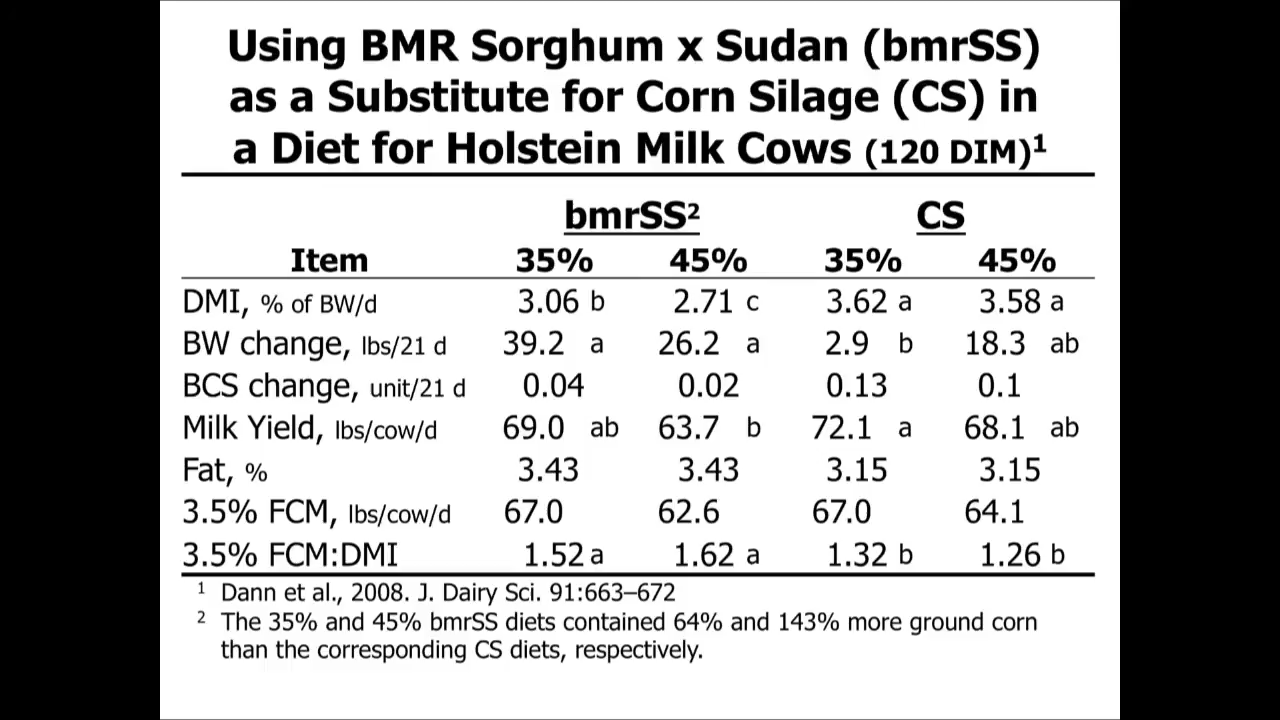 Using BMR Sorghum x Sudan (bmrSS)
as a Substitute for Corn Silage (CS) in
a Diet for Holstein Milk Cows (120 DIM)¹
bmrSS² CS
Item 35% 45% 35% 45%
DMI, % of BW/d 3.06 b 2.71 c 3.62 a 3.58 a
BW change, lbs/21 d 39.2 a 26.2 a 2.9 b 18.3 ab
BCS change, unit/21 d 0.04 0.02 0.13 0.1
Milk Yield, lbs/cow/d 69.0 ab 63.7 b 72.1 a 68.1 ab
Fat, % 3.43 3.43 3.15 3.15
3.5% FCM, lbs/cow/d 67.0 62.6 67.0 64.1
3.5% FCM:DMI 1.52 a 1.62 a 1.32 b 1.26 b
¹ Dann et al., 2008. J. Dairy Sci. 91:663–672
² The 35% and 45% bmrSS diets contained 64% and 143% more ground corn
than the corresponding CS diets, respectively.